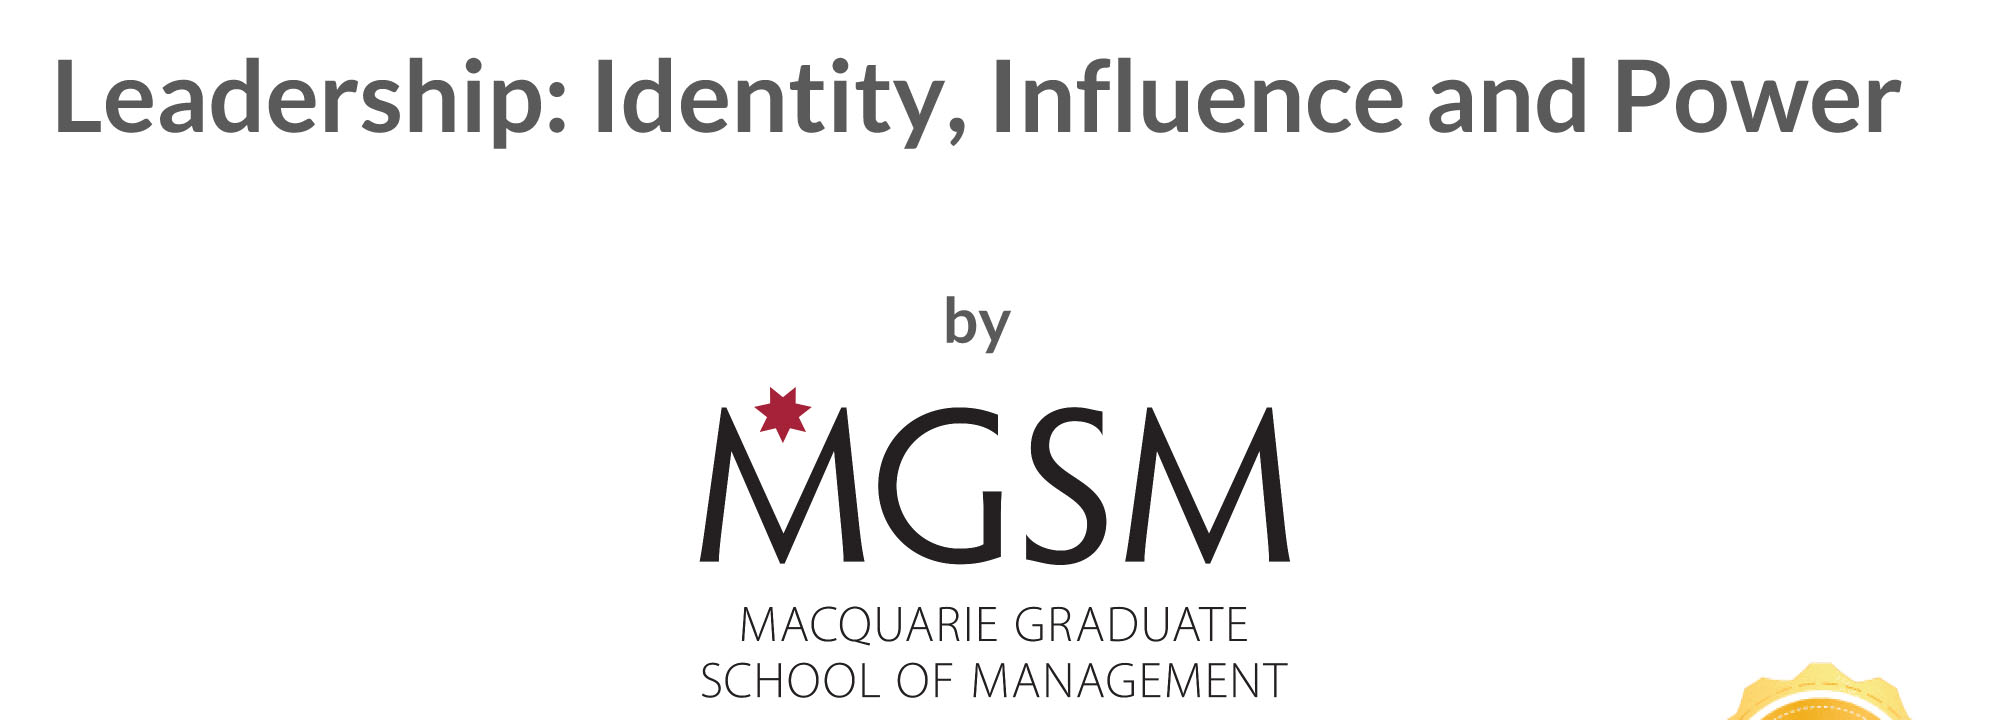 Leadership: Identity, Influence and Power
by
MGSM
MACQUARIE GRADUATE
SCHOOL OF MANAGEMENT